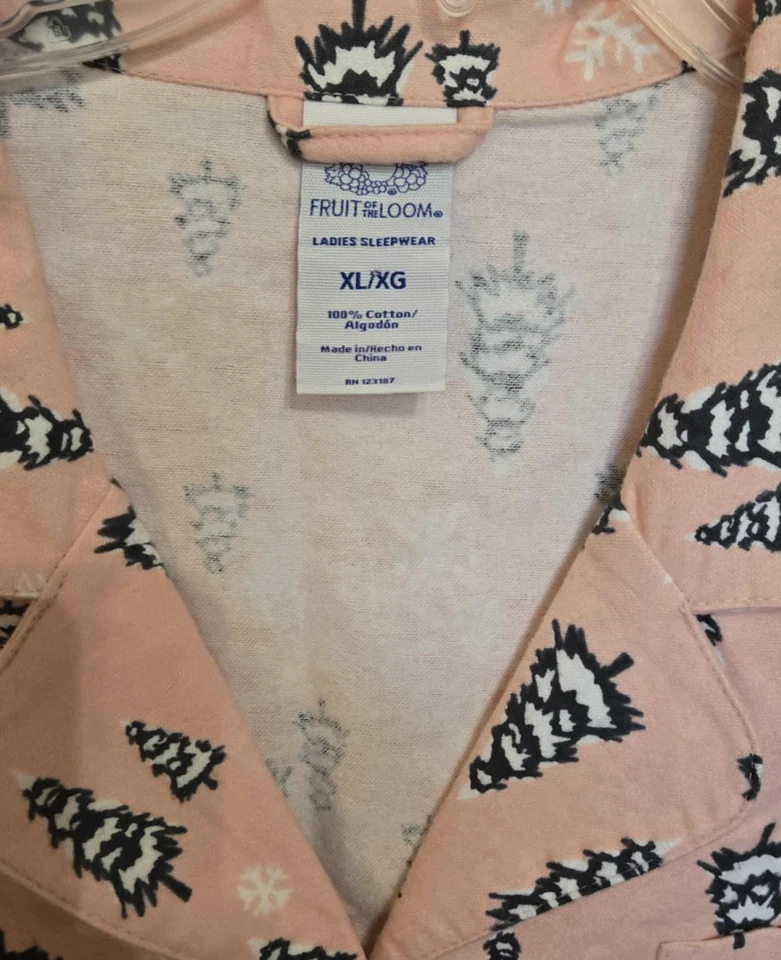 FRUIT OF THE LOOM®
LADIES SLEEPWEAR
XL/XG
100% Cotton/
Algodón
Made in/Hecho en
China
RN 123187